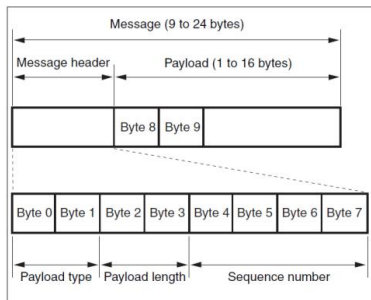 Message (9 to 24 bytes)
Message header
Payload (1 to 16 bytes)
Byte 8
Byte 9
Byte 0
Byte 1
Byte 2
Byte 3
Byte 4
Byte 5
Byte 6
Byte 7
Payload type
Payload length
Sequence number